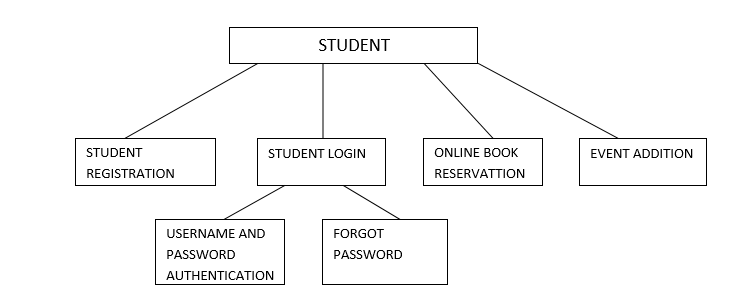 STUDENT
STUDENT
REGISTRATION
STUDENT LOGIN
ONLINE BOOK
RESERVATTION
EVENT ADDITION
USERNAME AND
PASSWORD
AUTHENTICATION
FORGOT
PASSWORD